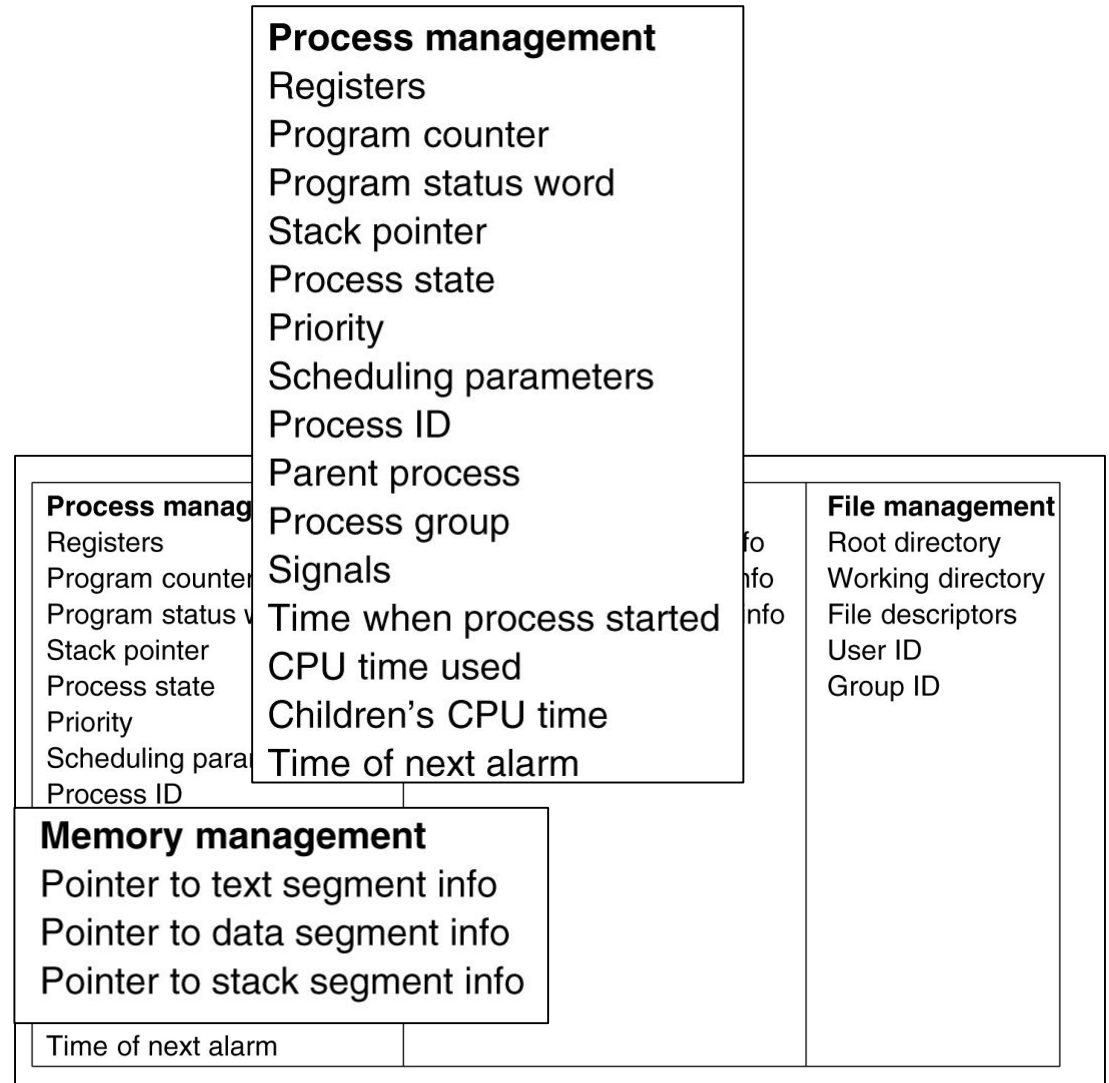 Process management
Registers
Program counter
Program status word
Stack pointer
Process state
Priority
Scheduling parameters
Process ID
Parent process
Process group
Signals
Time when process started
CPU time used
Children’s CPU time
Time of next alarm
Process manag
Registers
Program counter
Program status
Stack pointer
Process state
Priority
Scheduling para
Process ID
Time of next alarm
Memory management
Pointer to text segment info
Pointer to data segment info
Pointer to stack segment info
fo
nfo
info
File management
Root directory
Working directory
File descriptors
User ID
Group ID